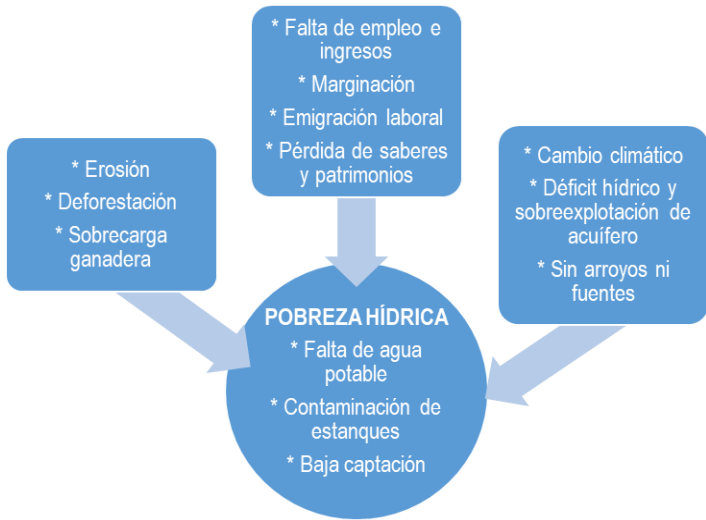 * Falta de empleo e
ingresos
* Marginación
* Emigración laboral
* Pérdida de saberes
y patrimonios
* Erosión
* Deforestación
* Sobrecarga
ganadera
* Cambio climático
* Déficit hídrico y
sobreexplotación de
acuífero
* Sin arroyos ni
fuentes
POBREZA HÍDRICA
* Falta de agua
potable
* Contaminación de
estanques
* Baja captación